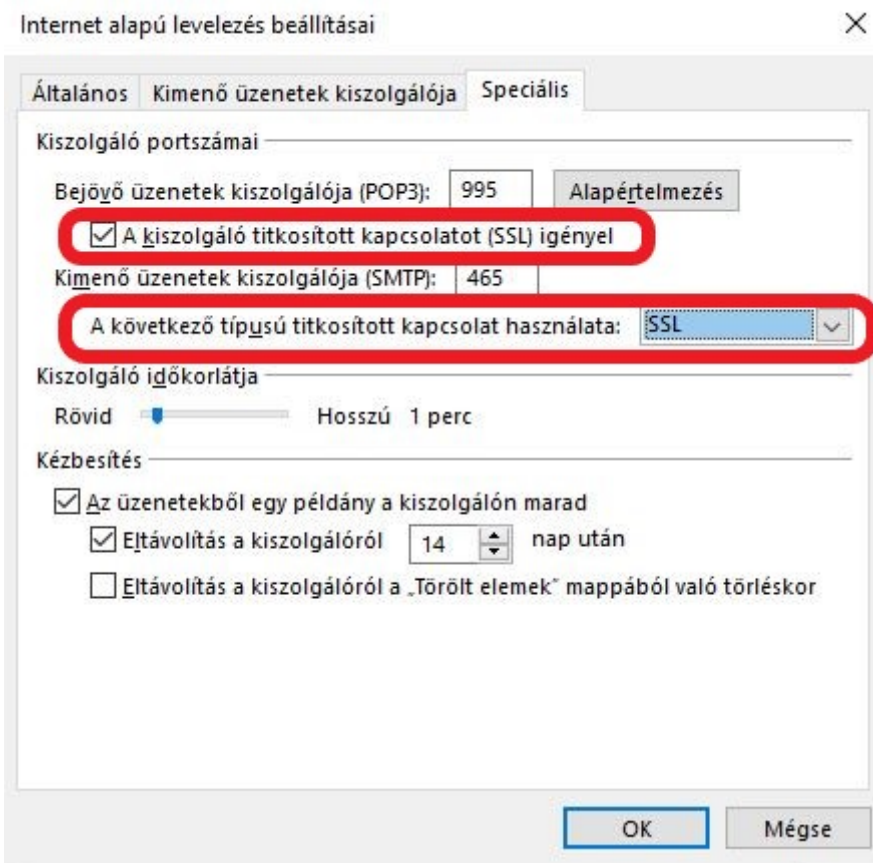 Internet alapú levelezés beállításai
Általános Kimenő üzenetek kiszolgálója Speciális
Kiszolgáló portszámai
Bejövő üzenetek kiszolgálója (POP3): 995 Alapértelmezés
A kiszolgáló titkosított kapcsolatot (SSL) igényel
Kimenő üzenetek kiszolgálója (SMTP): 465
A következő típusú titkosított kapcsolat használata: SSL
Kiszolgáló időkorlátja
Rövid Hosszú 1 perc
Kézbesítés
Az üzenetekből egy példány a kiszolgálón marad
Eltávolítás a kiszolgálóról 14 nap után
Eltávolítás a kiszolgálóról a „Törölt elemek” mappából való törléskor
OK Mégse